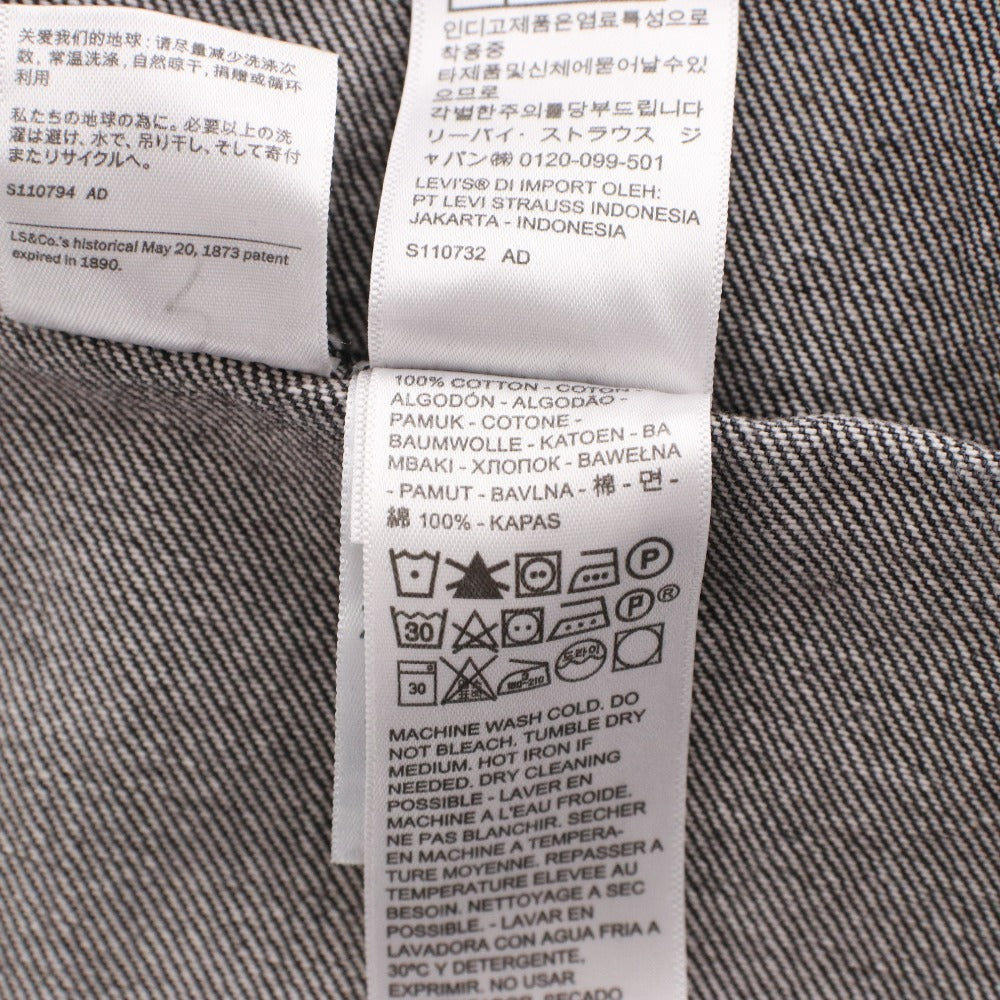 关爱我们的地球：请尽量减少洗涤次
数，常温洗涤，自然晾干，捐赠或循环
利用
私たちの地球の為に。必要以上の洗
濯は避け、水で、吊り干し、そして寄付
またリサイクルへ。
S110794 AD
LS&Co.'s historical May 20, 1873 patent
expired in 1890.
인디고제품은염료특성으로
착용중
타제품및신체에묻어날수있
으므로
각별한주의를당부드립니다
リーバイ・ストラウス ジ
ャパン㈱ 0120-099-501
LEVI'S® DI IMPORT OLEH:
PT LEVI STRAUSS INDONESIA
JAKARTA - INDONESIA
S110732 AD
100% COTTON - COTON
ALGODÓN - ALGODÃO -
PAMUK - COTONE -
BAUMWOLLE - KATOEN - BA
MBAKI - ХЛОПОК - BAWEŁNA
- PAMUT - BAVLNA - 棉 - 면 -
綿 100% - KAPAS
P
30 P ®
30 180-210 드라이
MACHINE WASH COLD. DO
NOT BLEACH. TUMBLE DRY
MEDIUM. HOT IRON IF
NEEDED. DRY CLEANING
POSSIBLE - LAVER EN
MACHINE A L'EAU FROIDE.
NE PAS BLANCHIR. SECHER
EN MACHINE A TEMPERA-
TURE MOYENNE. REPASSER A
TEMPERATURE ELEVEE AU
BESOIN. NETTOYAGE A SEC
POSSIBLE. - LAVAR EN
LAVADORA CON AGUA FRIA A
30ºC Y DETERGENTE,
EXPRIMIR. NO USAR